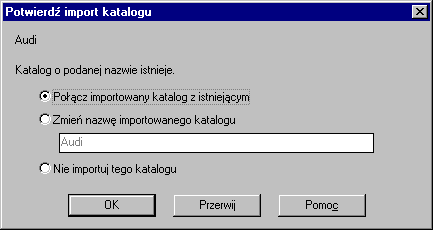 Potwierdź import katalogu
Audi
Katalog o podanej nazwie istnieje.
Połącz importowany katalog z istniejącym
Zmień nazwę importowanego katalogu
Audi
Nie importuj tego katalogu
OK Przerwij Pomoc